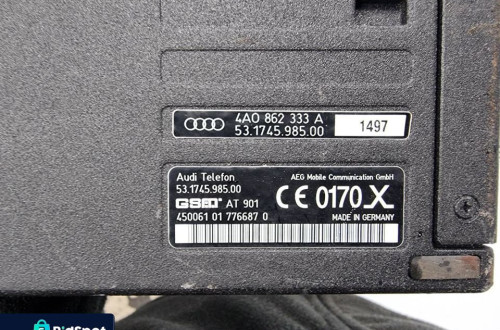 4A0 862 333 A
53.1745.985.00
1497
Audi Telefon
AEG Mobile Communication GmbH
53.1745.985.00
GSM AT 901
CE 0170 X
450061 01 776687 0
MADE IN GERMANY
BidSpot